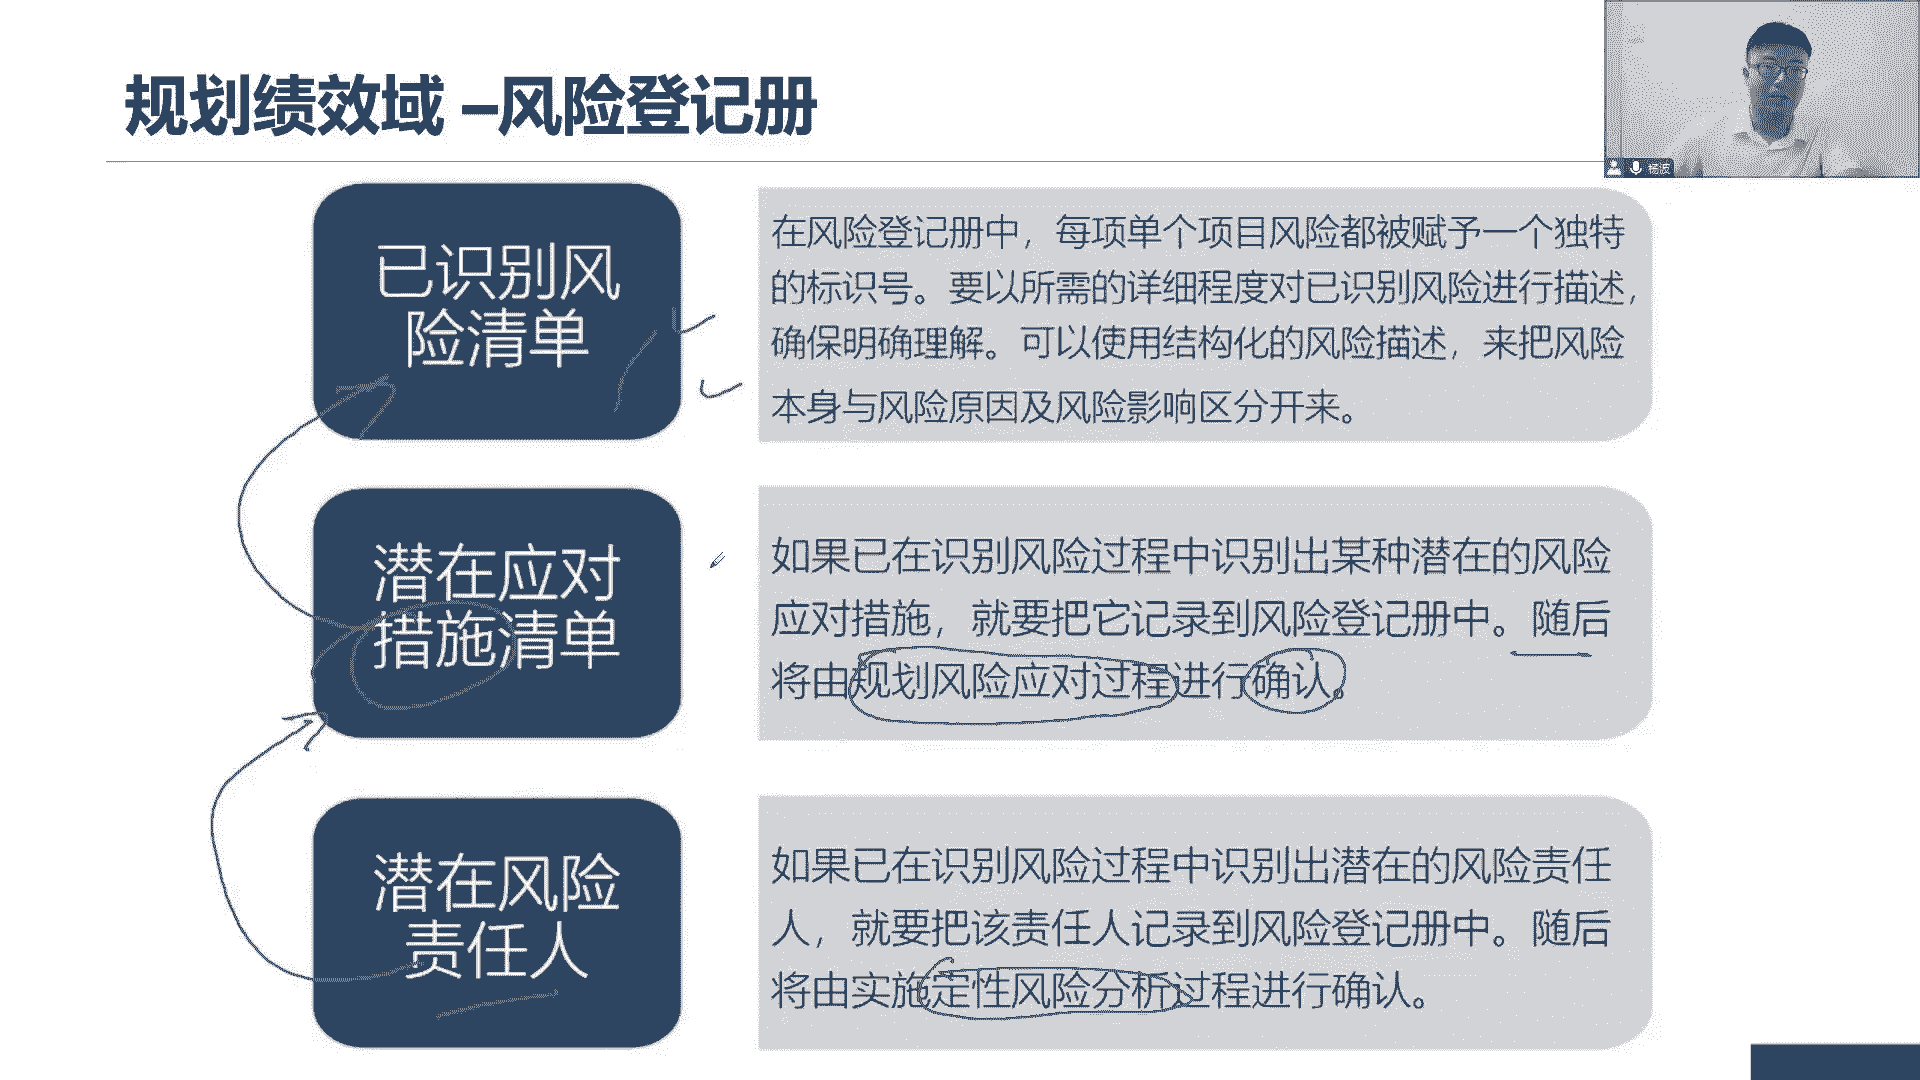 规划绩效域 –风险登记册
杨波
已识别风
险清单
在风险登记册中，每项单个项目风险都被赋予一个独特
的标识号。要以所需的详细程度对已识别风险进行描述，
确保明确理解。可以使用结构化的风险描述，来把风险
本身与风险原因及风险影响区分开来。
潜在应对
措施清单
如果已在识别风险过程中识别出某种潜在的风险
应对措施，就要把它记录到风险登记册中。随后
将由规划风险应对过程进行确认。
潜在风险
责任人
如果已在识别风险过程中识别出潜在的风险责任
人，就要把该责任人记录到风险登记册中。随后
将由实施定性风险分析过程进行确认。